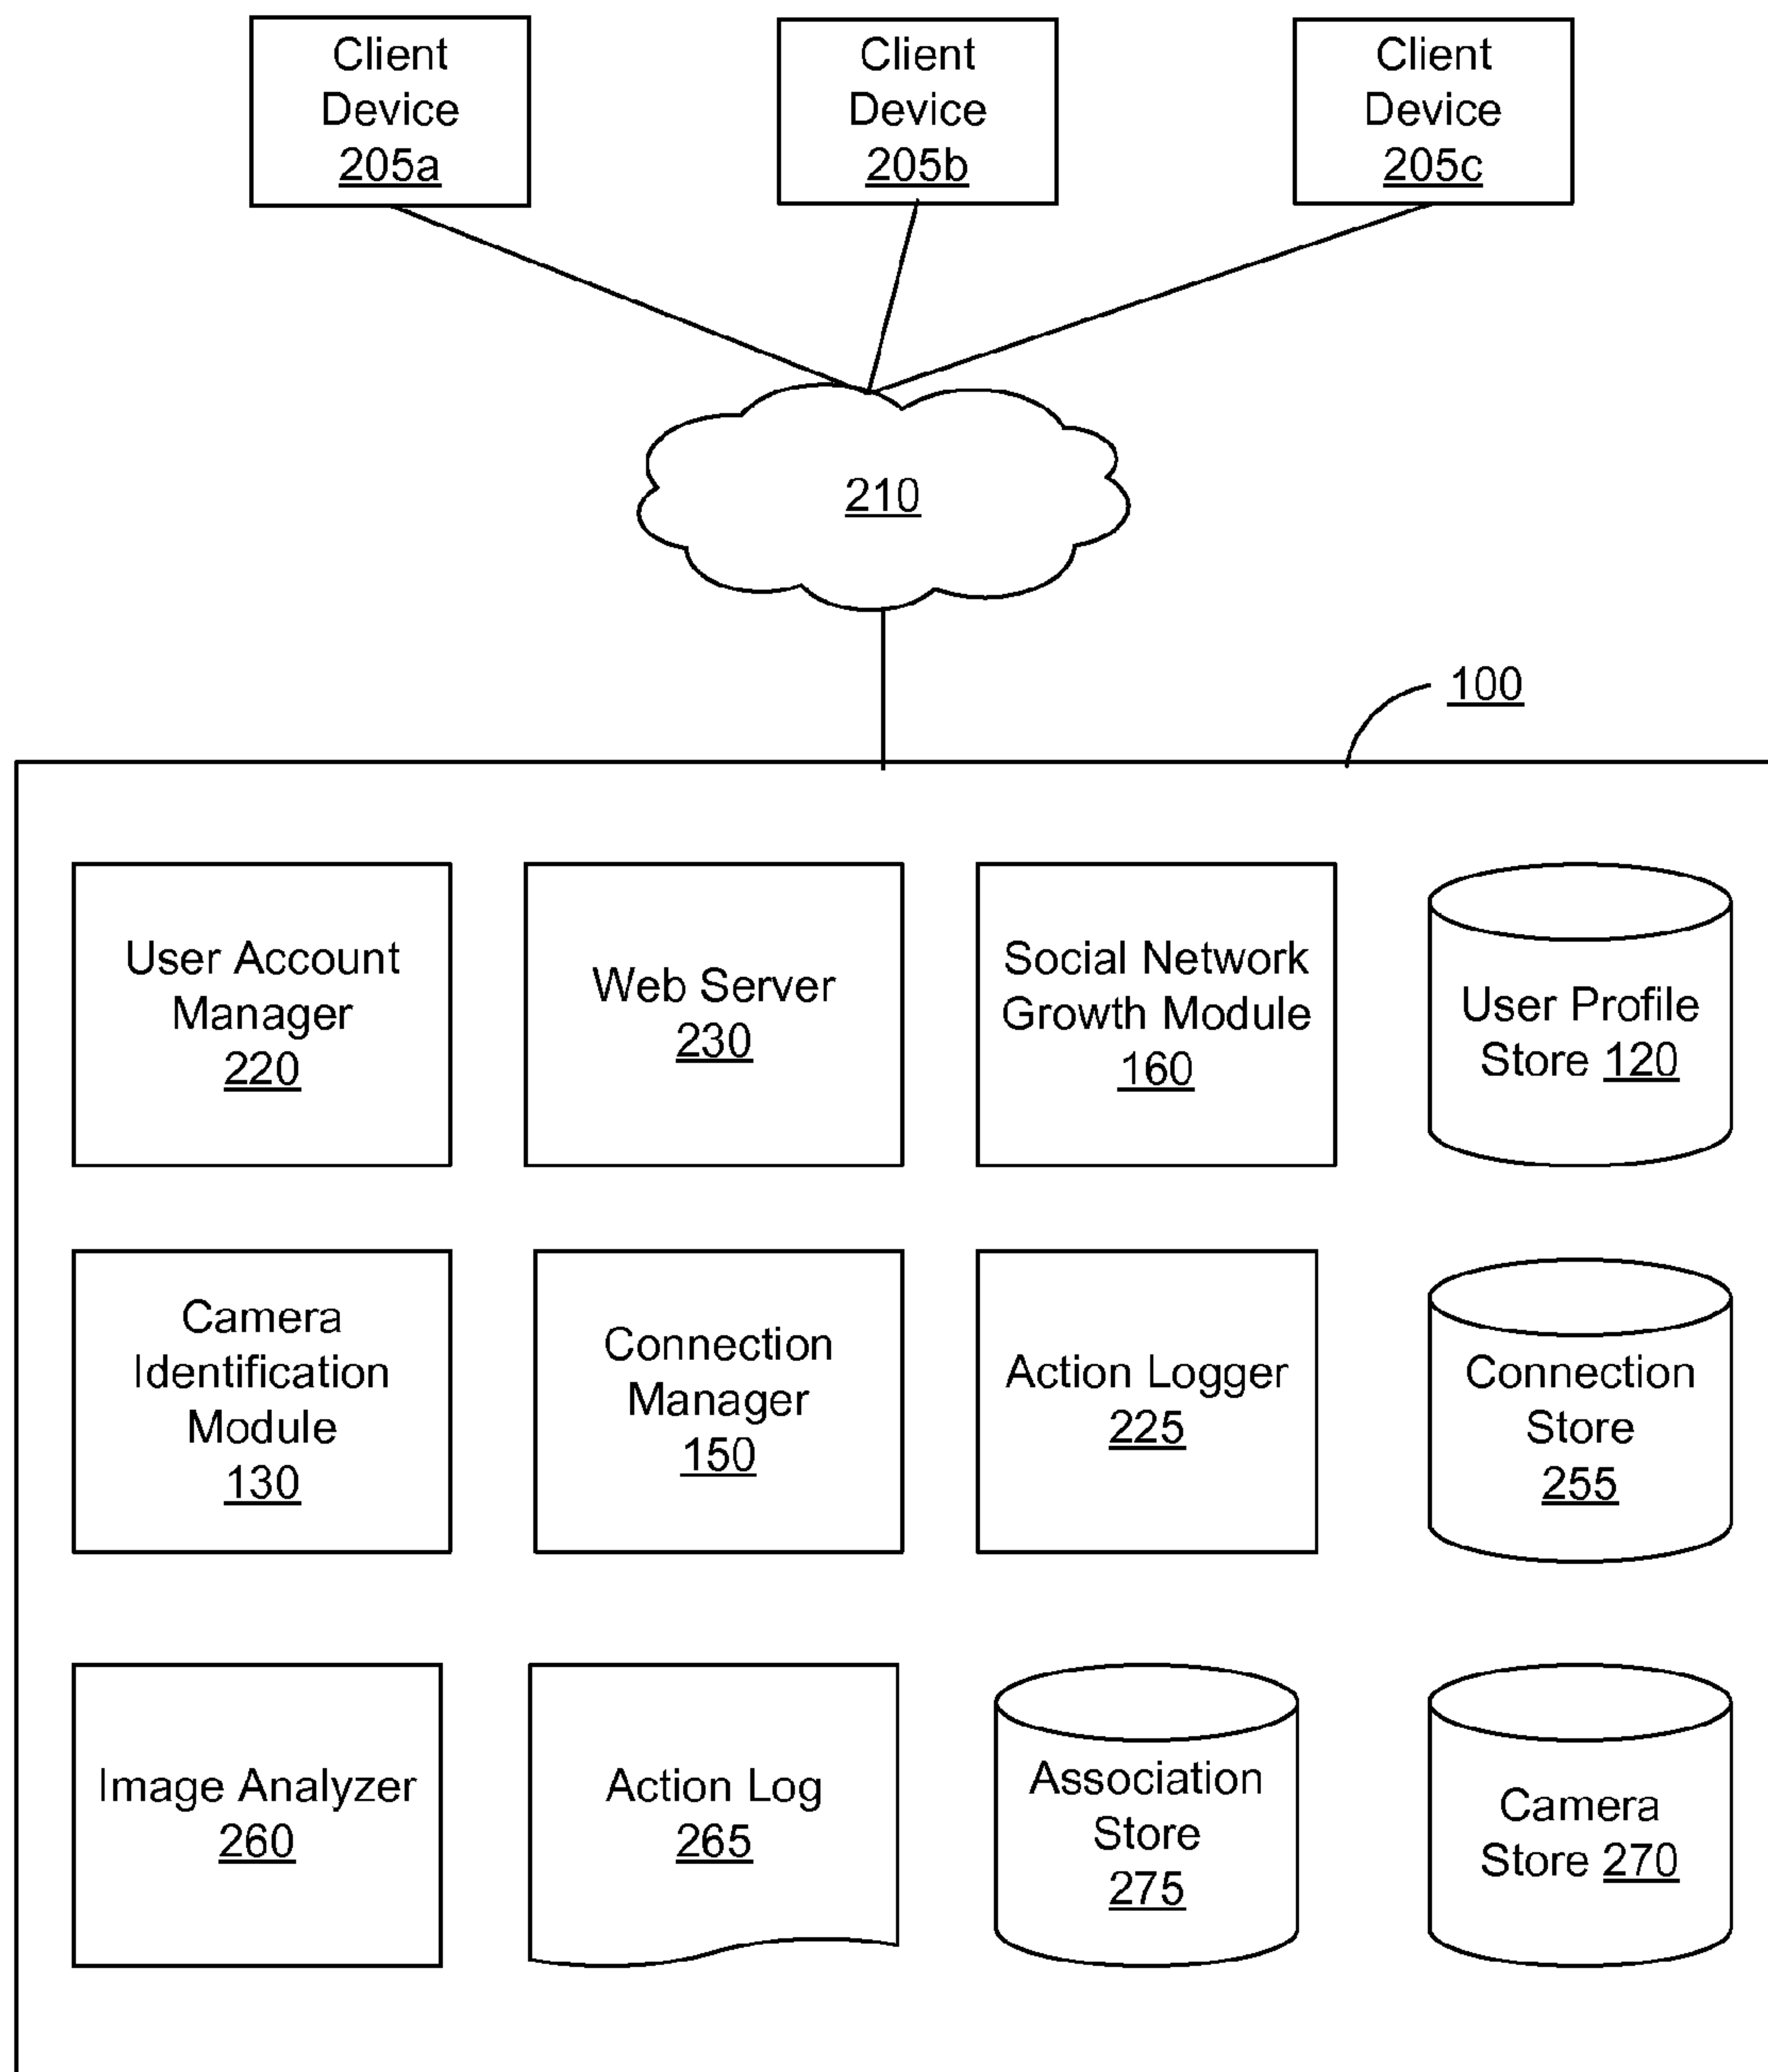 Client
Device
205a
Client
Device
205b
Client
Device
205c
210
100
User Account
Manager
220
Web Server
230
Social Network
Growth Module
160
User Profile
Store 120
Camera
Identification
Module
130
Connection
Manager
150
Action Logger
225
Connection
Store
255
Image Analyzer
260
Action Log
265
Association
Store
275
Camera
Store 270